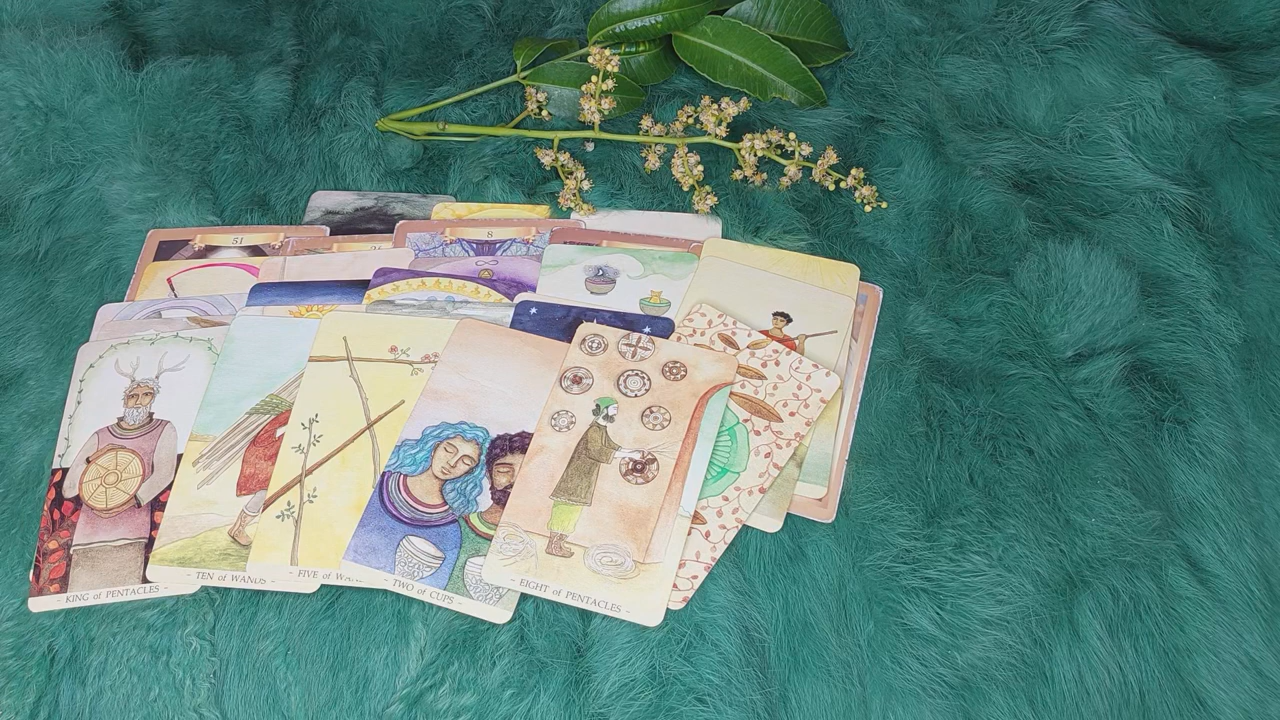 51
8
- KING of PENTACLES -
- TEN of WANDS -
- FIVE of WA
- TWO of CUPS -
- EIGHT of PENTACLES -